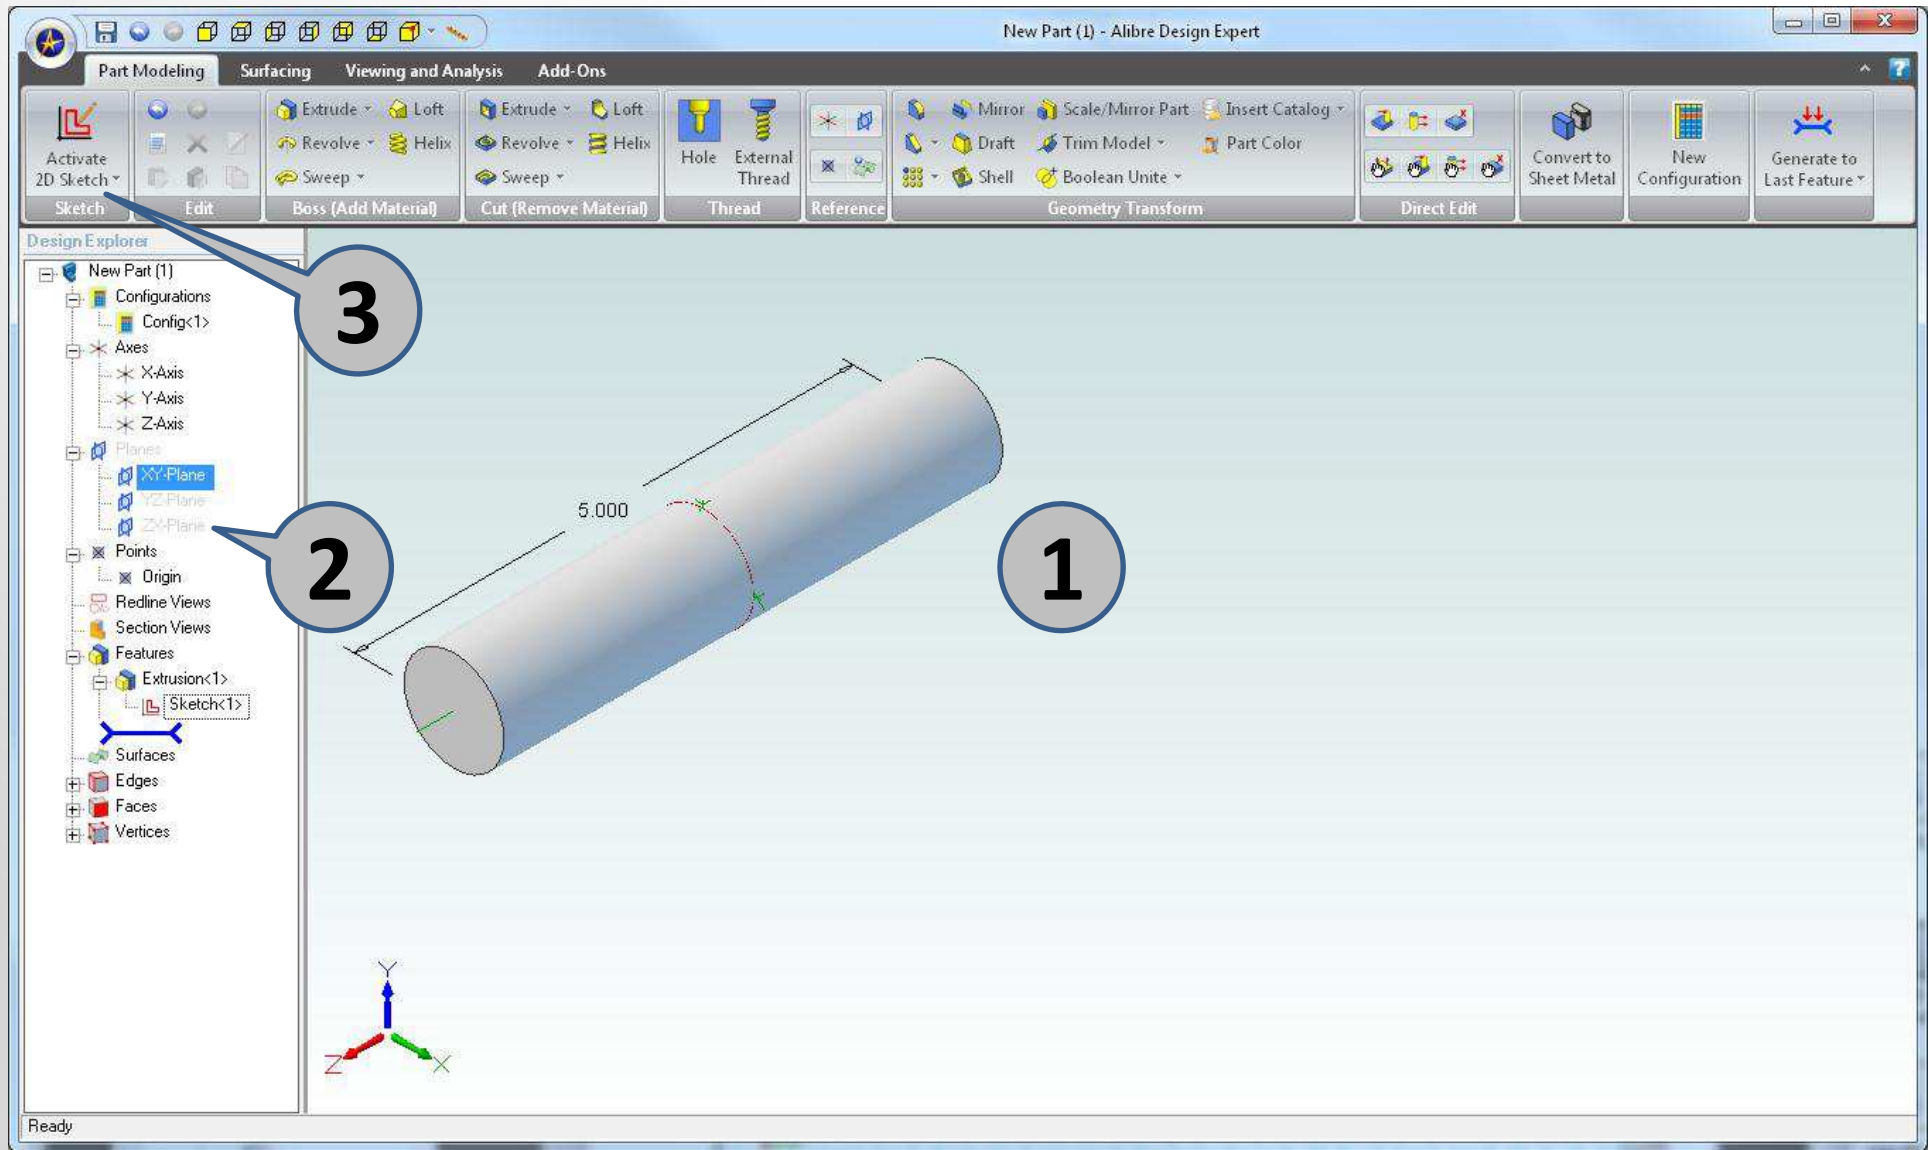 New Part (1) - Alibre Design Expert
Part Modeling Surfacing Viewing and Analysis Add-Ons
Activate
2D Sketch
Sketch
Edit
Extrude Loft
Revolve Helix
Sweep
Boss (Add Material)
Extrude Loft
Revolve Helix
Sweep
Cut (Remove Material)
Hole
External
Thread
Thread
Reference
Mirror Scale/Mirror Part Insert Catalog
Draft Trim Model Part Color
Shell Boolean Unite
Geometry Transform
Direct Edit
Convert to
Sheet Metal
New
Configuration
Generate to
Last Feature
?
Design Explorer
New Part (1)
Configurations
Config<1>
Axes
X-Axis
Y-Axis
Z-Axis
Planes
XY-Plane
YZ-Plane
ZX-Plane
Points
Origin
Redline Views
Section Views
Features
Extrusion<1>
Sketch<1>
Surfaces
Edges
Faces
Vertices
3
2
5.000
1
Y
Z
X
Ready